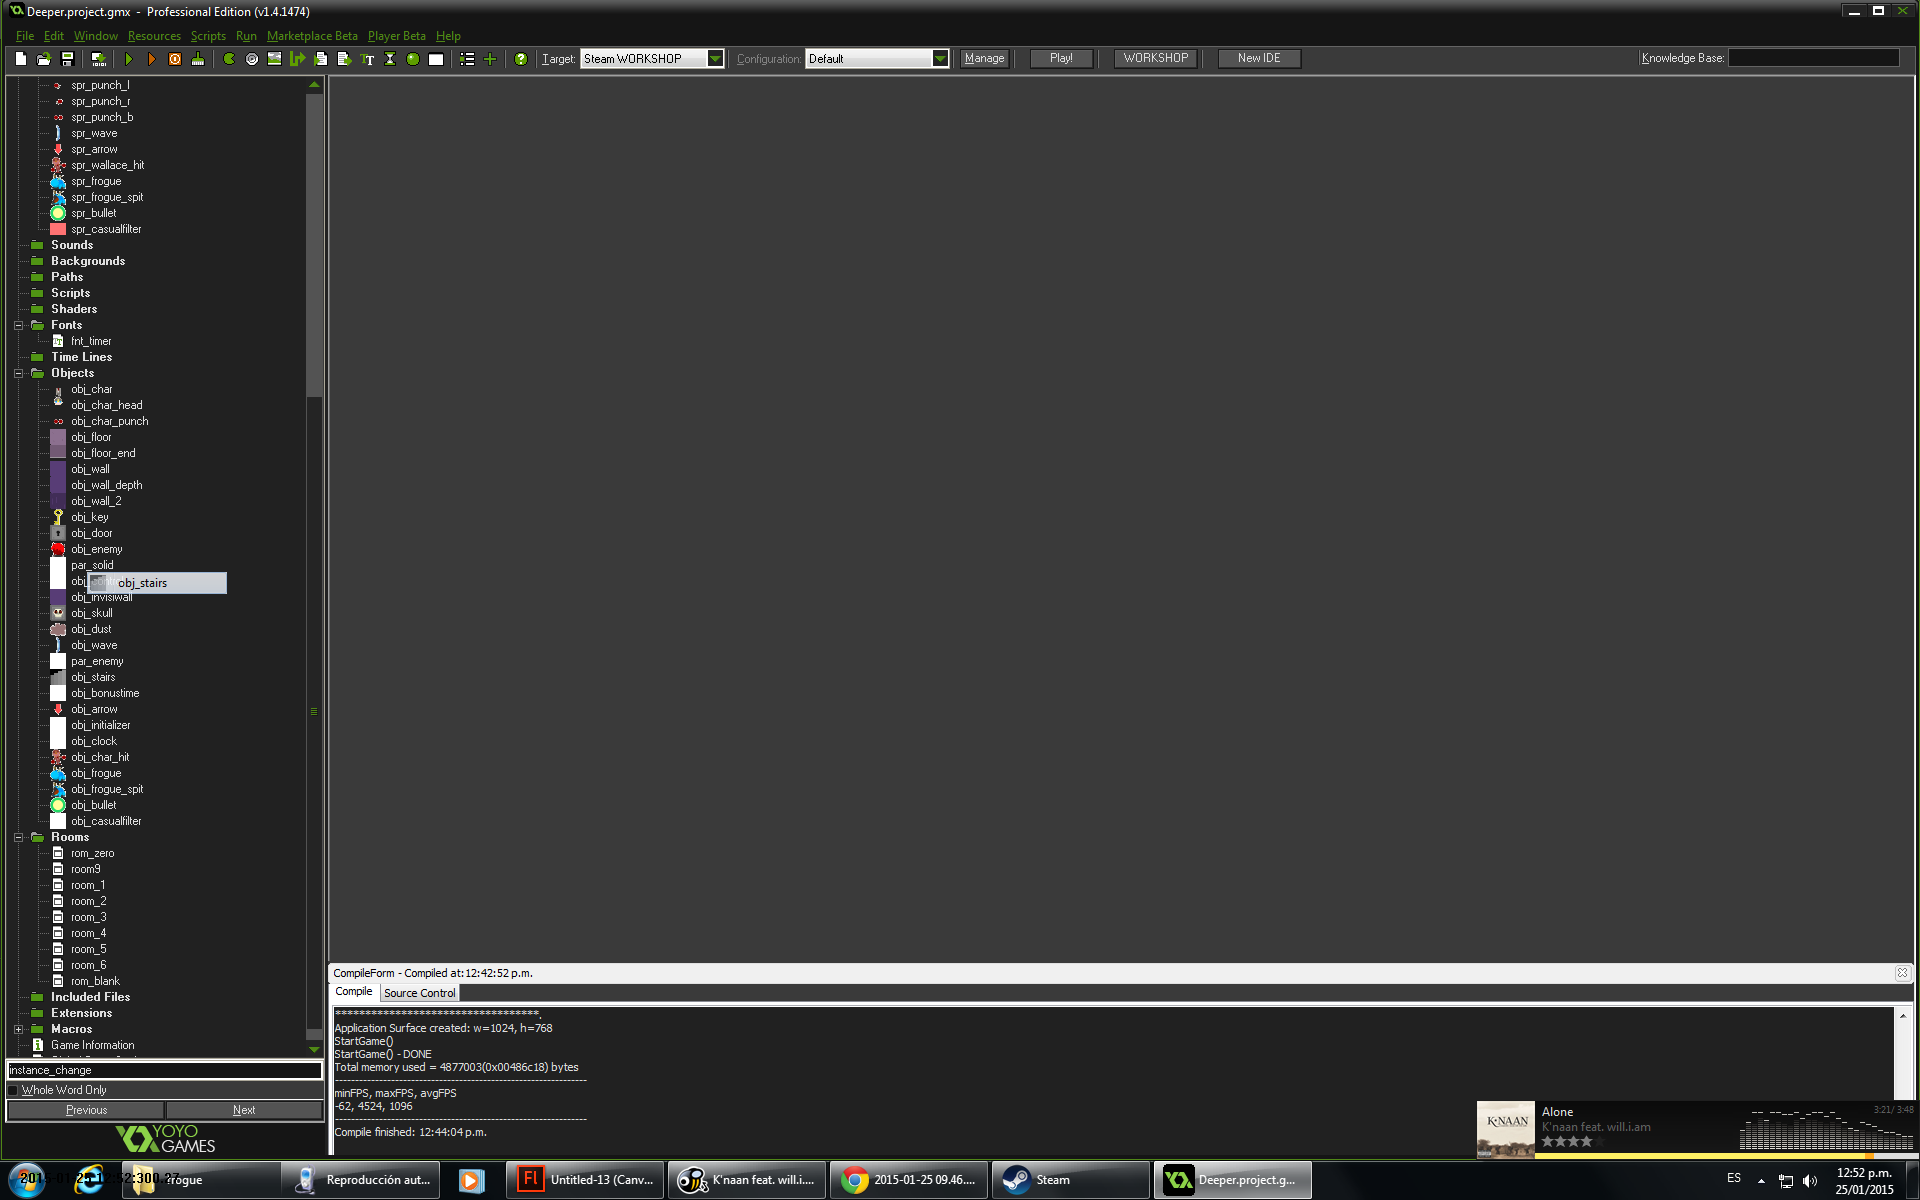 Deeper.project.gmx - Professional Edition (v1.4.1474)
File Edit Window Resources Scripts Run Marketplace Beta Player Beta Help
Target: Steam WORKSHOP Configuration: Default Manage Play! WORKSHOP New IDE Knowledge Base:
spr_punch_l
spr_punch_r
spr_punch_b
spr_wave
spr_arrow
spr_wallace_hit
spr_frogue
spr_frogue_spit
spr_bullet
spr_casualfilter
Sounds
Backgrounds
Paths
Scripts
Shaders
Fonts
fnt_timer
Time Lines
Objects
obj_char
obj_char_head
obj_char_punch
obj_floor
obj_floor_end
obj_wall
obj_wall_depth
obj_wall_2
obj_key
obj_door
obj_enemy
par_solid
obj_stairs
obj_invisiwall
obj_skull
obj_dust
obj_wave
par_enemy
obj_stairs
obj_bonustime
obj_arrow
obj_initializer
obj_clock
obj_char_hit
obj_frogue
obj_frogue_spit
obj_bullet
obj_casualfilter
Rooms
rom_zero
room9
room_1
room_2
room_3
room_4
room_5
room_6
rom_blank
Included Files
Extensions
Macros
Game Information
instance_change
Whole Word Only
Previous Next
YOYO
GAMES
CompileForm - Compiled at: 12:42:52 p.m.
Compile Source Control
Application Surface created: w=1024, h=768
StartGame()
StartGame() - DONE
Total memory used = 4877003(0x00486c18) bytes
minFPS, maxFPS, avgFPS
-62, 4524, 1096
Compile finished: 12:44:04 p.m.
K'NAAN
Alone
K'naan feat. will.i.am
3:21/ 3:48
2015-01-25 12:52:300.27
frogue
Reproducción aut...
Untitled-13 (Canv...
K'naan feat. will.i....
2015-01-25 09.46....
Steam
Deeper.project.g...
ES
12:52 p.m.
25/01/2015